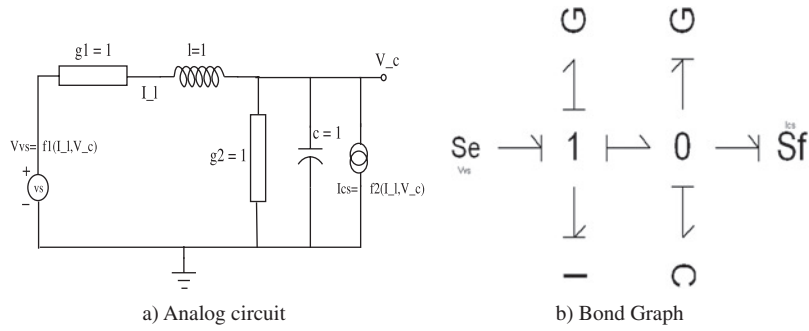 g1 = 1
l=1
V_c
I_l
Vvs= f1(I_l,V_c)
+
vs
−
g2 = 1
c = 1
Ics= f2(I_l,V_c)
a) Analog circuit
G G
Se 1 0 Sf
Vvs
Ics
I C
b) Bond Graph